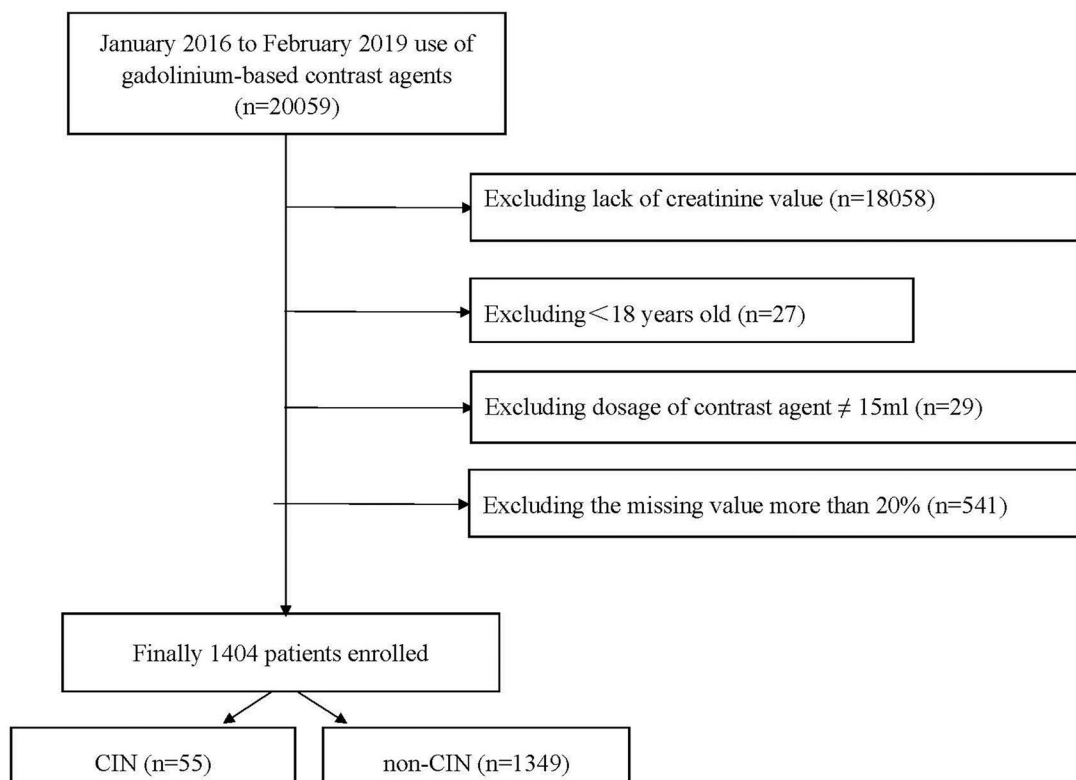 January 2016 to February 2019 use of
gadolinium-based contrast agents
(n=20059)
Excluding lack of creatinine value (n=18058)
Excluding＜18 years old (n=27)
Excluding dosage of contrast agent ≠ 15ml (n=29)
Excluding the missing value more than 20% (n=541)
Finally 1404 patients enrolled
CIN (n=55)
non-CIN (n=1349)